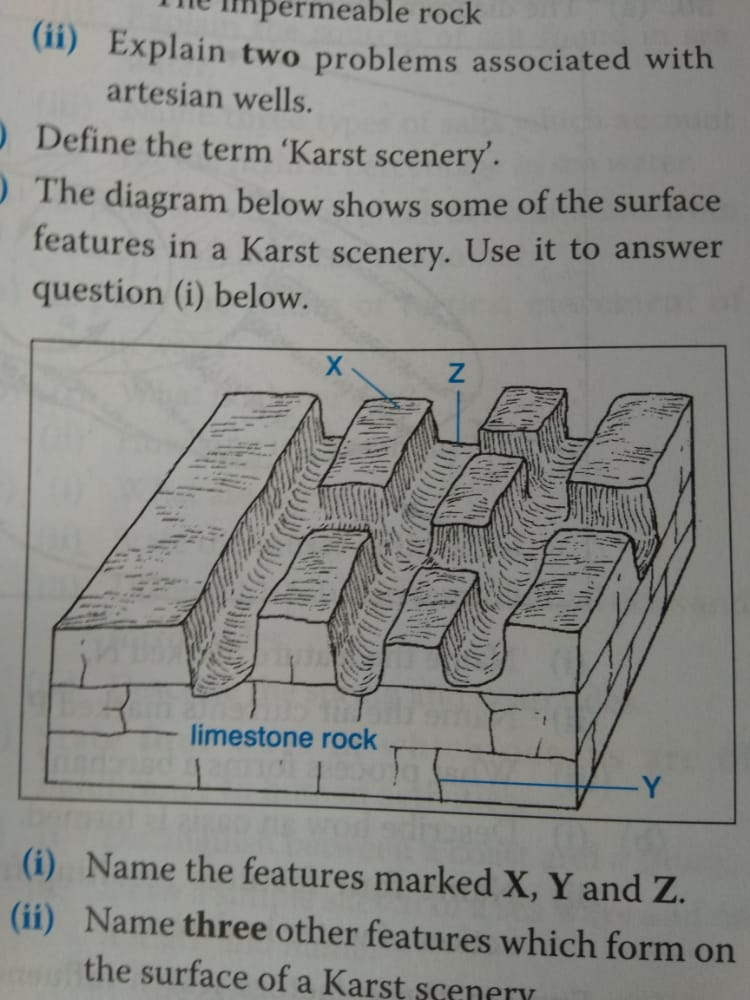 The impermeable rock
(ii) Explain two problems associated with
artesian wells.
) Define the term ‘Karst scenery’.
) The diagram below shows some of the surface
features in a Karst scenery. Use it to answer
question (i) below.
X
Z
limestone rock
Y
(i) Name the features marked X, Y and Z.
(ii) Name three other features which form on
the surface of a Karst scenery